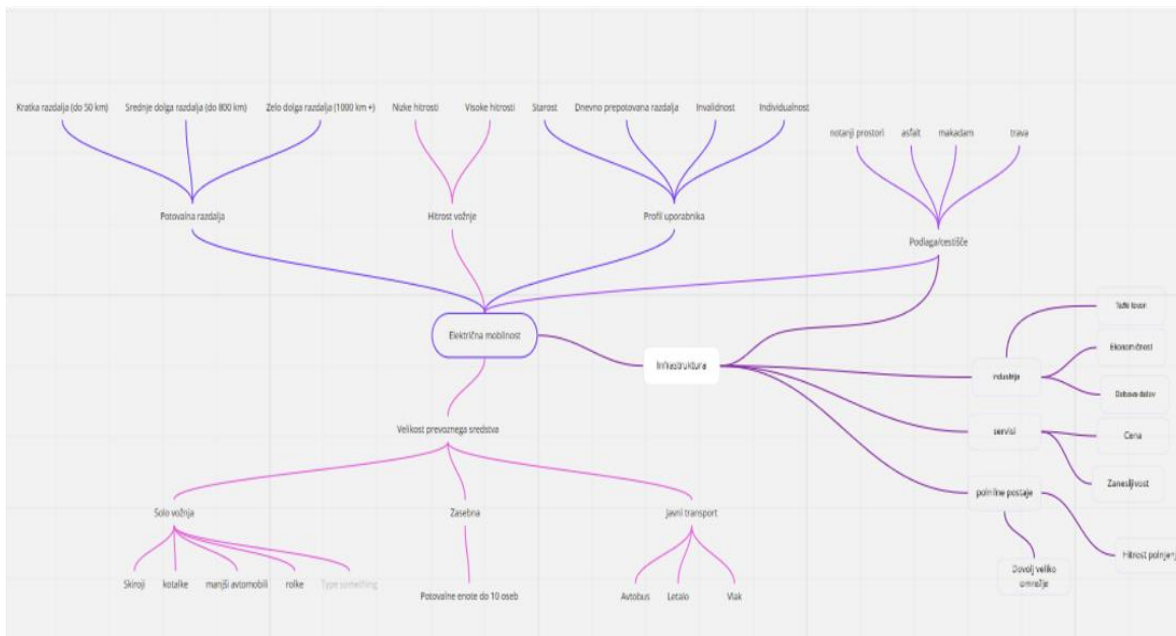 Kratka razdalja (do 50 km)
Srednje dolga razdalja (do 800 km)
Zelo dolga razdalja (1000 km +)
Nizke hitrosti
Visoke hitrosti
Starost
Dnevno prepotovana razdalja
Invalidnost
Individualnost
notanji prostori
asfalt
makadam
trava
Potovalna razdalja
Hitrost vožnje
Profil uporabnika
Podlaga/cestišče
Električna mobilnost
Infrastruktura
Težki tovori
Ekonomičnost
Industrija
Dobava delov
Velikost prevoznega sredstva
servisi
Cena
Zanesljivost
polnilne postaje
Solo vožnja
Zasebna
Javni transport
Hitrost polnjenj
Dovolj veliko
omrežje
Skiroji
kotalke
manjši avtomobili
rolke
Type something
Potovalne enote do 10 oseb
Avtobus
Letalo
Vlak